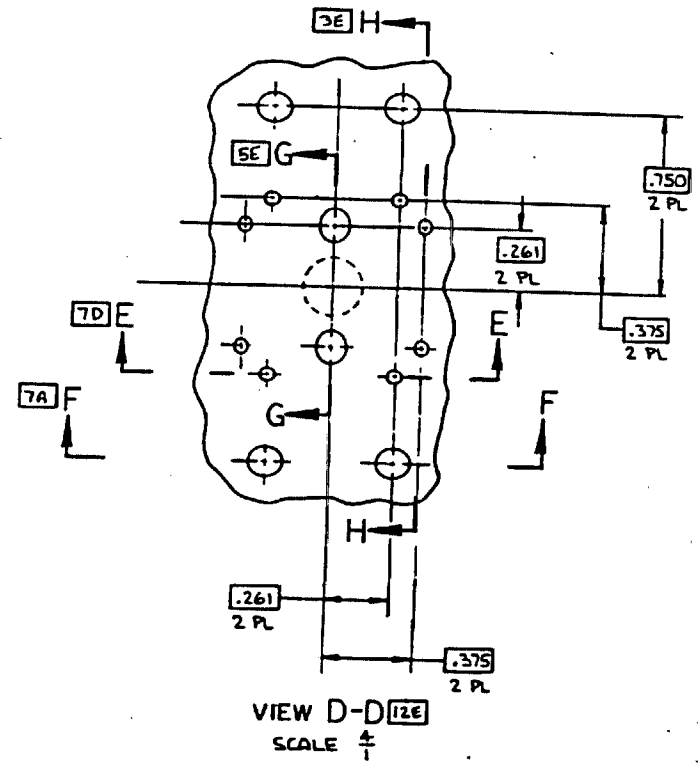 3E H
5E G
.750
2 PL
.261
2 PL
7D E
E
.375
2 PL
7A F
F
G
H
.261
2 PL
.375
2 PL
VIEW D-D 12E
SCALE 4/1